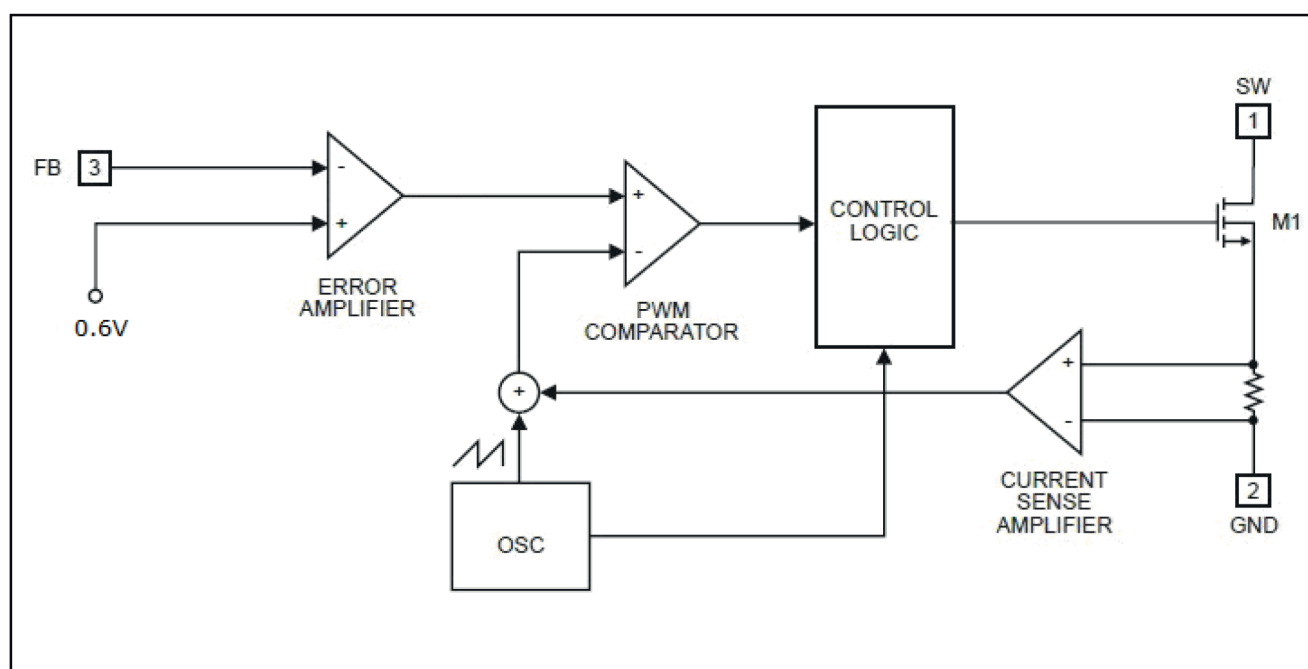 SW
1
FB
3
-
+
ERROR
AMPLIFIER
0.6V
+
-
PWM
COMPARATOR
CONTROL
LOGIC
M1
+
+
-
CURRENT
SENSE
AMPLIFIER
OSC
2
GND